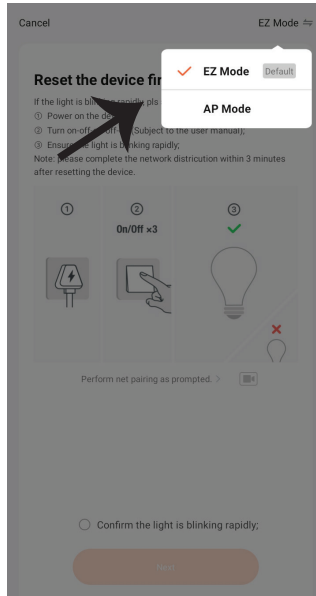 Cancel
EZ Mode
EZ Mode Default
AP Mode
Reset the device fir
If the light is blinking rapidly, pls
① Power on the de
② Turn on-off- off- (Subject to the user manual);
③ Ensure light is blinking rapidly;
Note: please complete the network districution within 3 minutes
after resetting the device.
① ② ③
On/Off ×3
Perform net pairing as prompted. >
Confirm the light is blinking rapidly;
Next